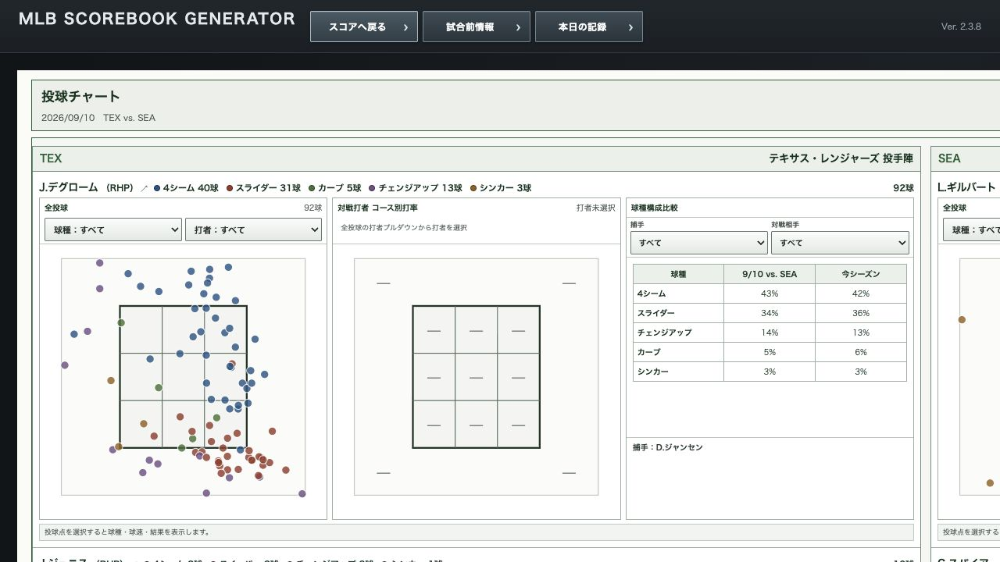 MLB SCOREBOOK GENERATOR
スコアへ戻る ›
試合前情報 ›
本日の記録 ›
Ver. 2.3.8
投球チャート
2026/09/10 TEX vs. SEA
TEX
テキサス・レンジャーズ 投手陣
J.デグローム (RHP) ↗ 4シーム 40球 スライダー 31球 カーブ 5球 チェンジアップ 13球 シンカー 3球
92球
全投球
92球
球種：すべて
打者：すべて
対戦打者 コース別打率
打者未選択
全投球の打者プルダウンから打者を選択
— —
— — —
— — —
— — —
— —
球種構成比較
捕手
対戦相手
すべて
すべて
球種 9/10 vs. SEA 今シーズン
4シーム 43% 42%
スライダー 34% 36%
チェンジアップ 14% 13%
カーブ 5% 6%
シンカー 3% 3%
捕手：D.ジャンセン
投球点を選択すると球種・球速・結果を表示します。
SEA
L.ギルバート
全投球
球種：すべて
投球点を選択する